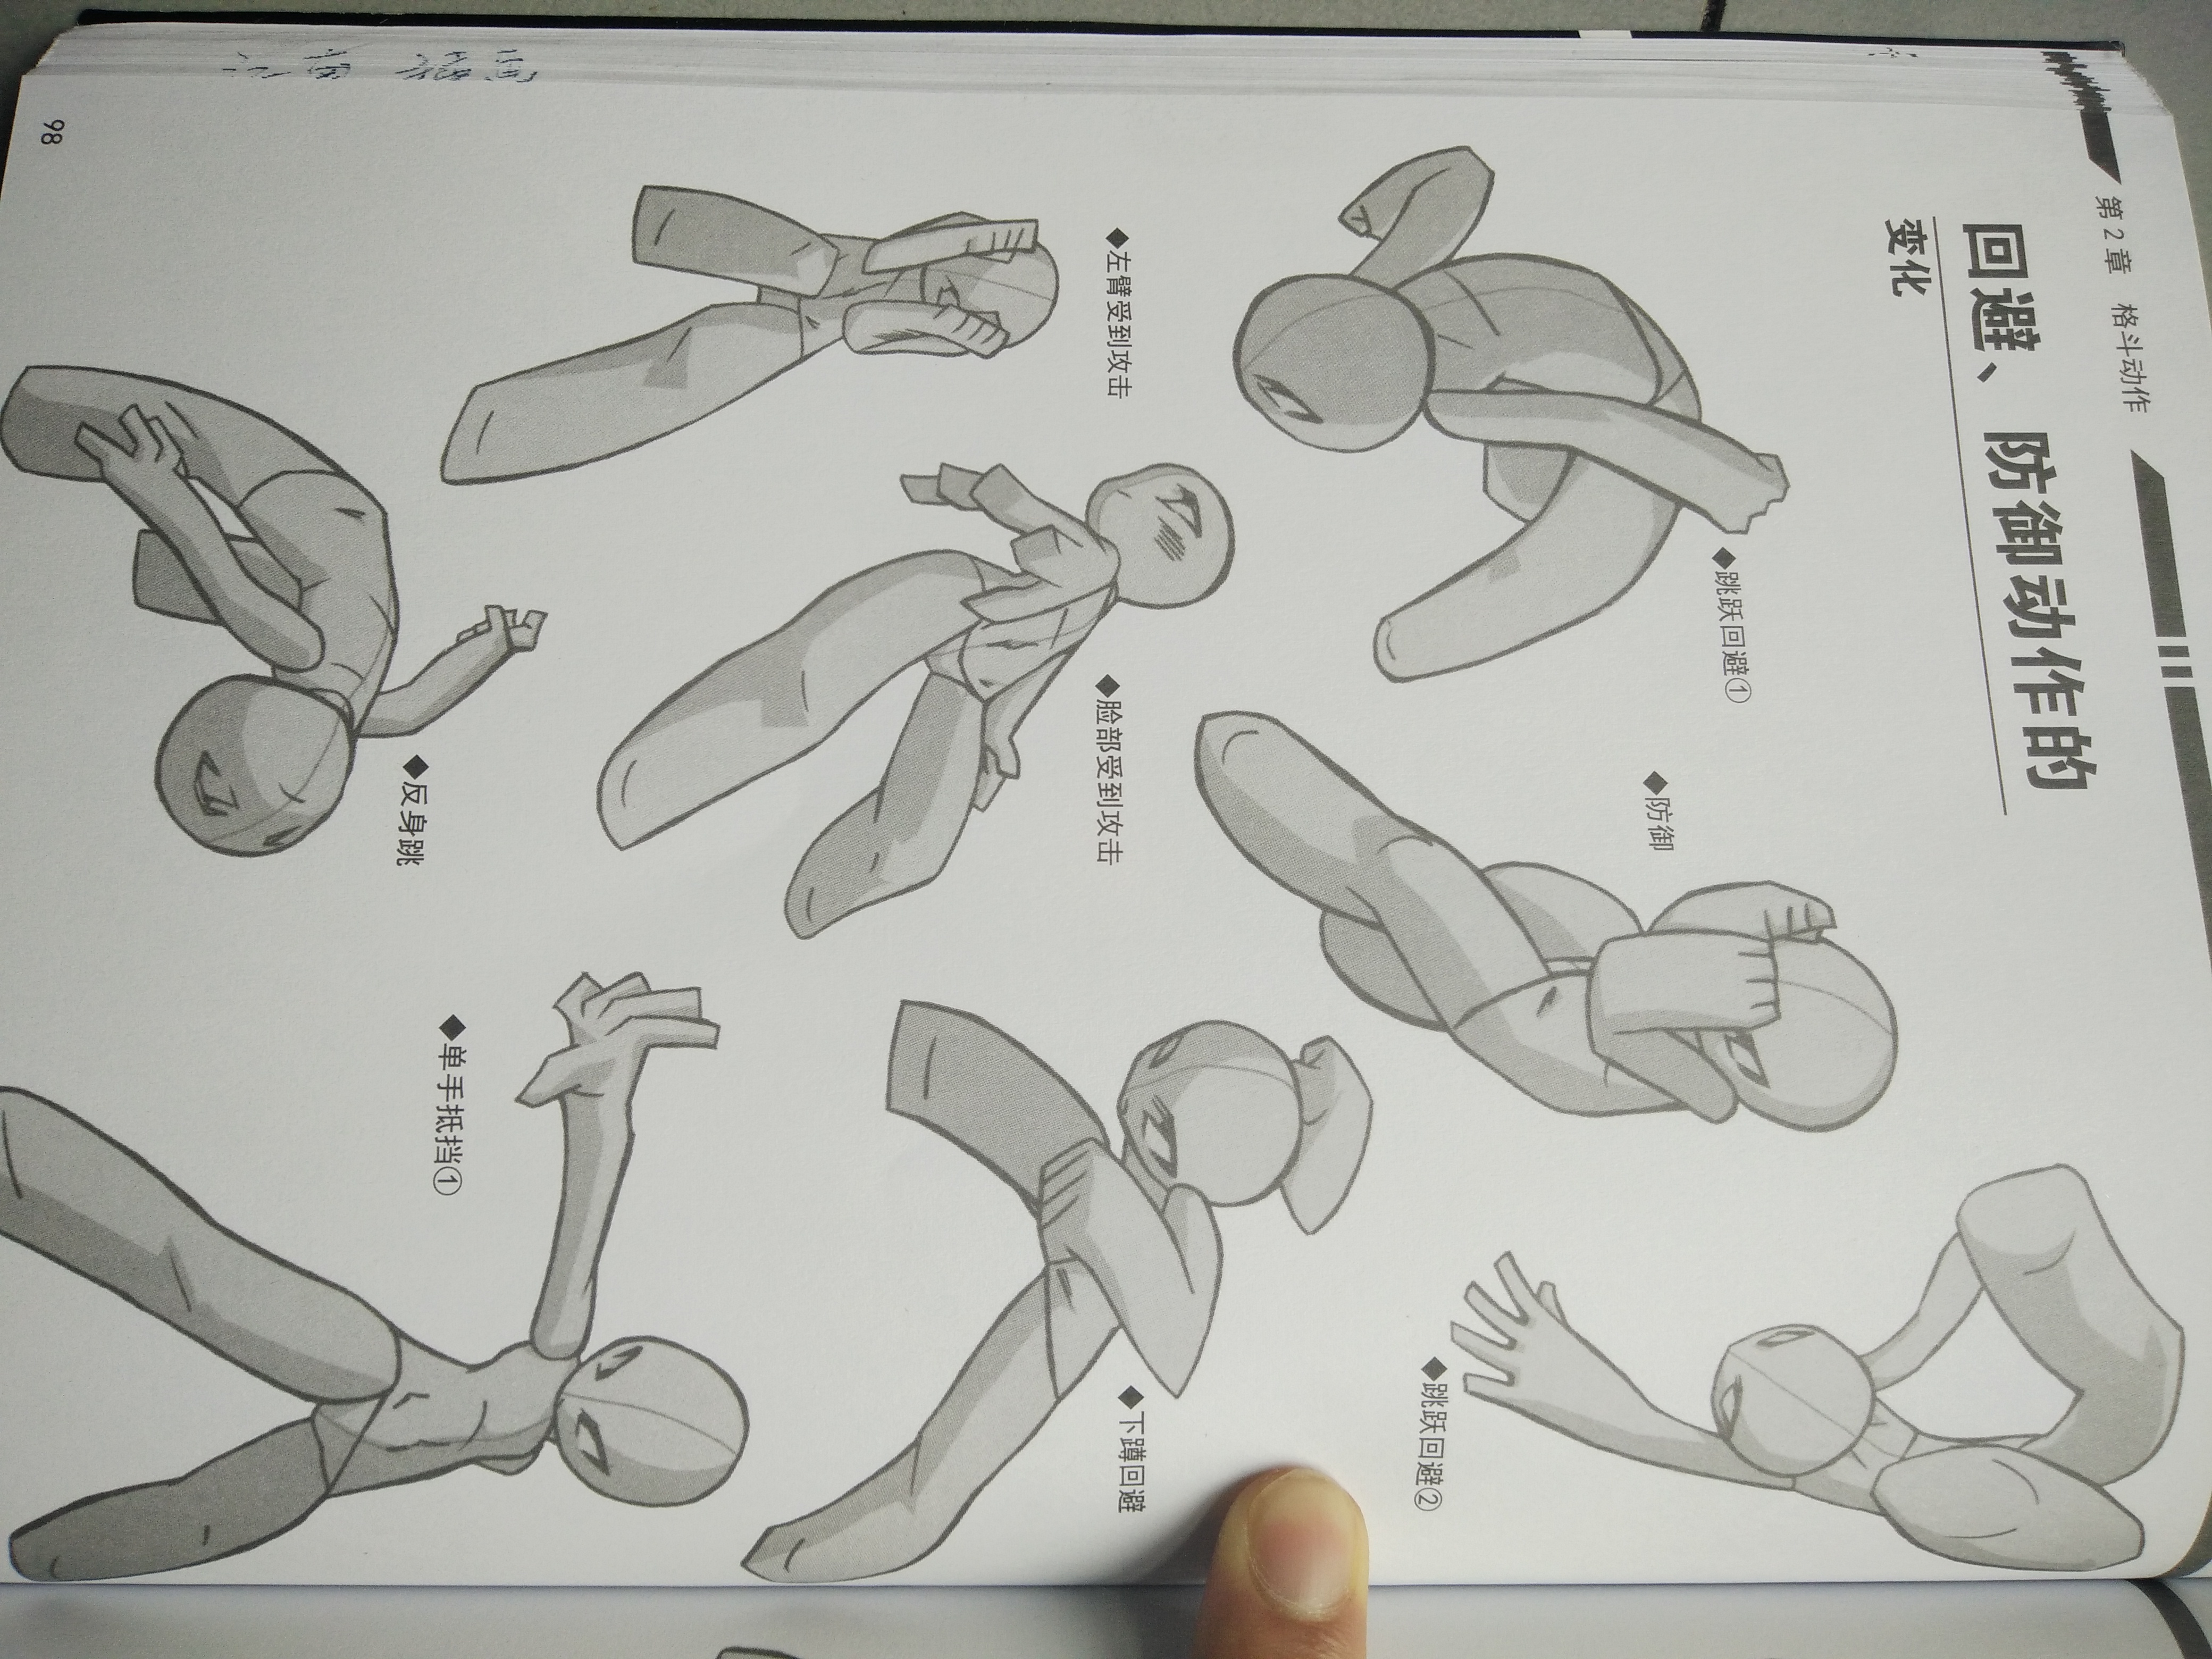 第2章 格斗动作
回避、防御动作的
变化
◆跳跃回避①
◆防御
◆跳跃回避②
◆左臂受到攻击
◆脸部受到攻击
◆下蹲回避
◆反身跳
◆单手抵挡①
98